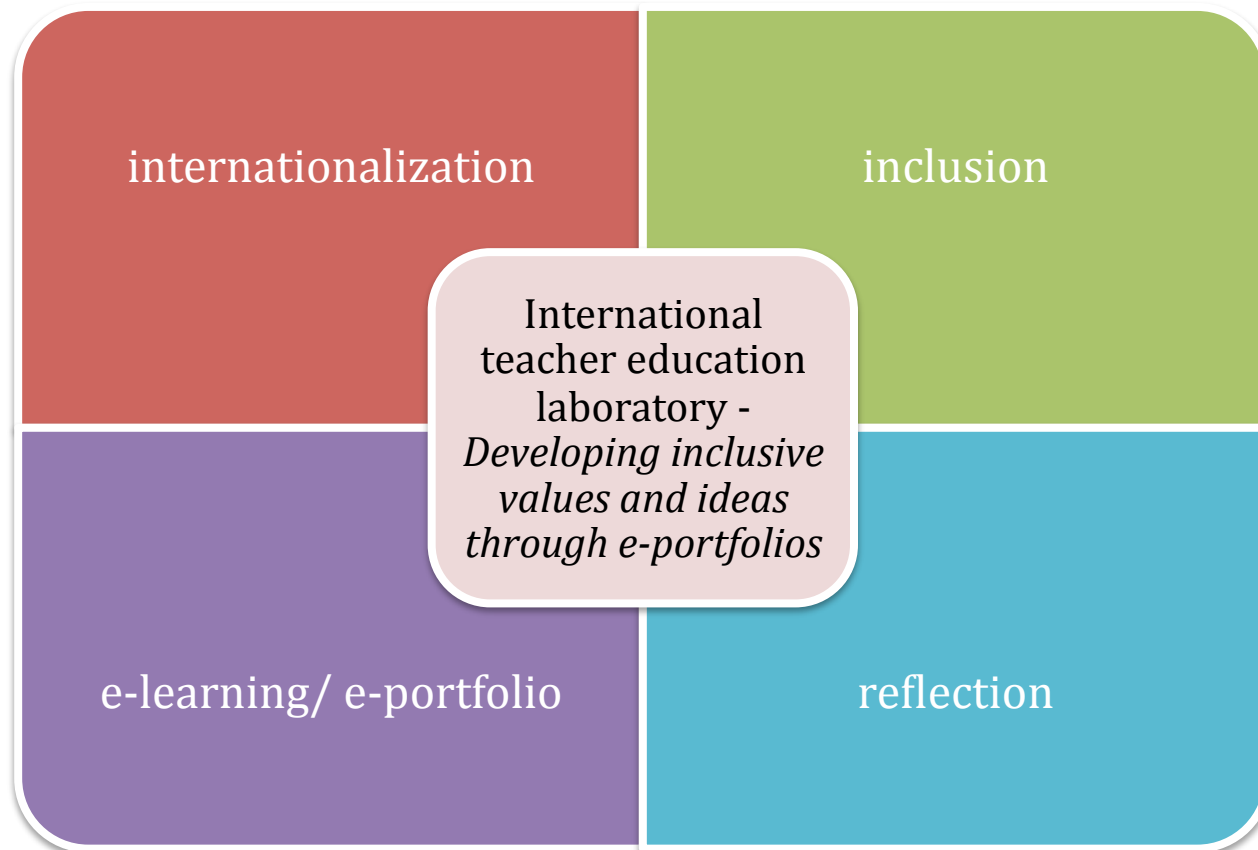 internationalization
inclusion
International
teacher education
laboratory -
Developing inclusive
values and ideas
through e-portfolios
e-learning/ e-portfolio
reflection